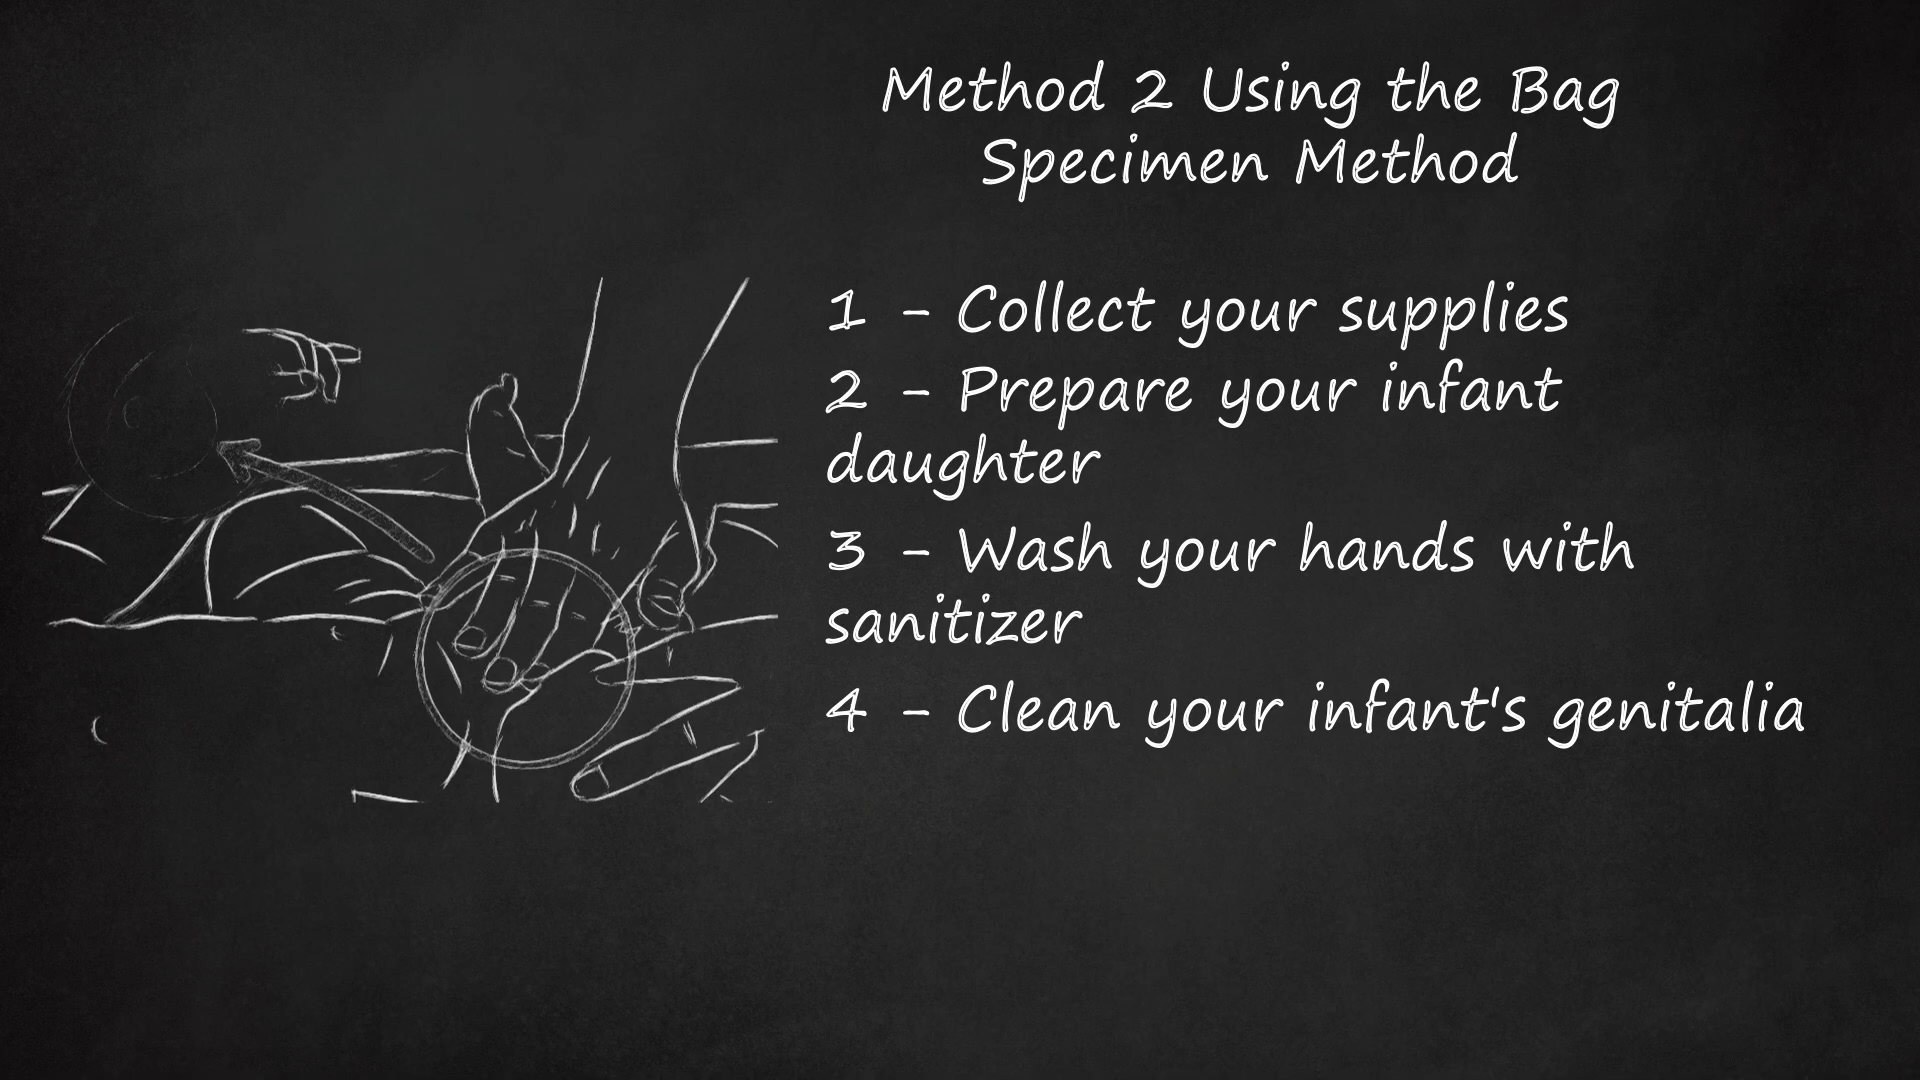 Method 2 Using the Bag
Specimen Method
1 - Collect your supplies
2 - Prepare your infant
daughter
3 - Wash your hands with
sanitizer
4 - Clean your infant's genitalia